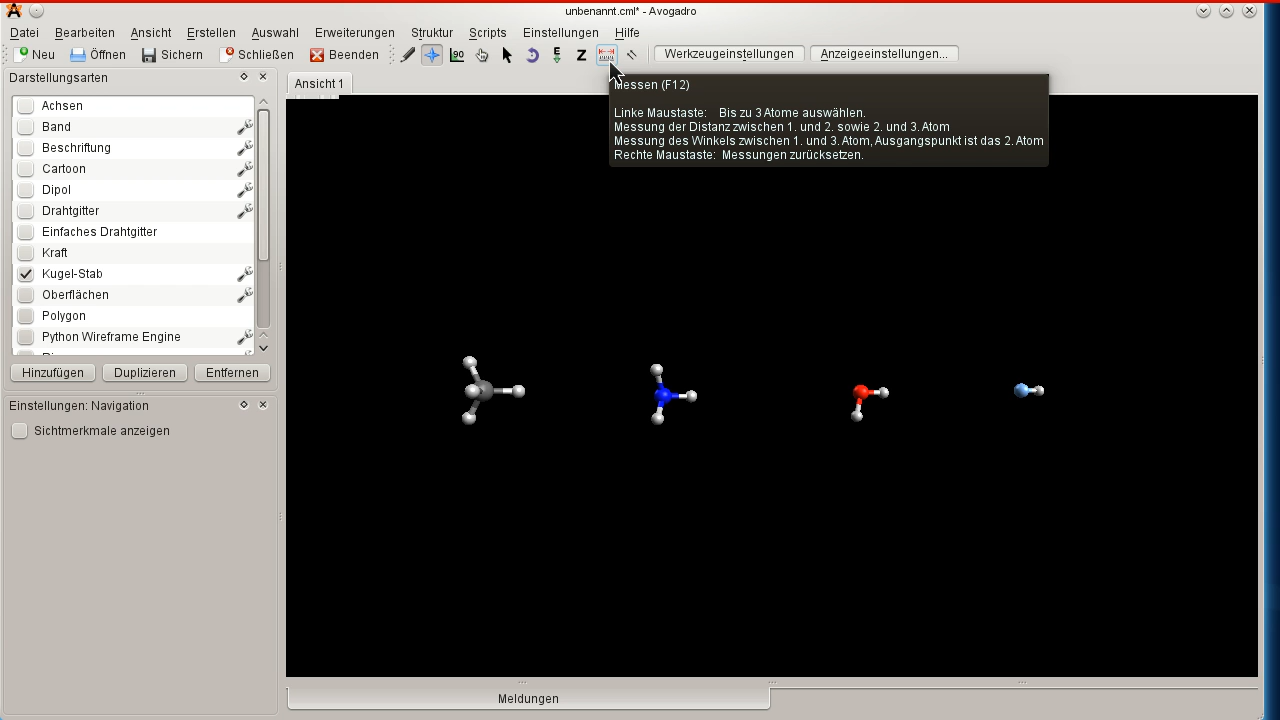 unbenannt.cml* - Avogadro
Datei Bearbeiten Ansicht Erstellen Auswahl Erweiterungen Struktur Scripts Einstellungen Hilfe
Neu Öffnen Sichern Schließen Beenden 90 E Z Werkzeugeinstellungen Anzeigeeinstellungen...
Darstellungsarten
Achsen
Band
Beschriftung
Cartoon
Dipol
Drahtgitter
Einfaches Drahtgitter
Kraft
Kugel-Stab
Oberflächen
Polygon
Python Wireframe Engine
Hinzufügen Duplizieren Entfernen
Einstellungen: Navigation
Sichtmerkmale anzeigen
Ansicht 1
Messen (F12)
Linke Maustaste: Bis zu 3 Atome auswählen.
Messung der Distanz zwischen 1. und 2. sowie 2. und 3. Atom
Messung des Winkels zwischen 1. und 3. Atom, Ausgangspunkt ist das 2. Atom
Rechte Maustaste: Messungen zurücksetzen.
Meldungen